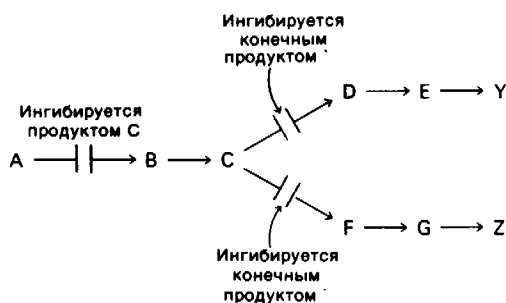 Ингибируется
конечным
продуктом
D E Y
Ингибируется
продуктом C
A B C
F G Z
Ингибируется
конечным
продуктом